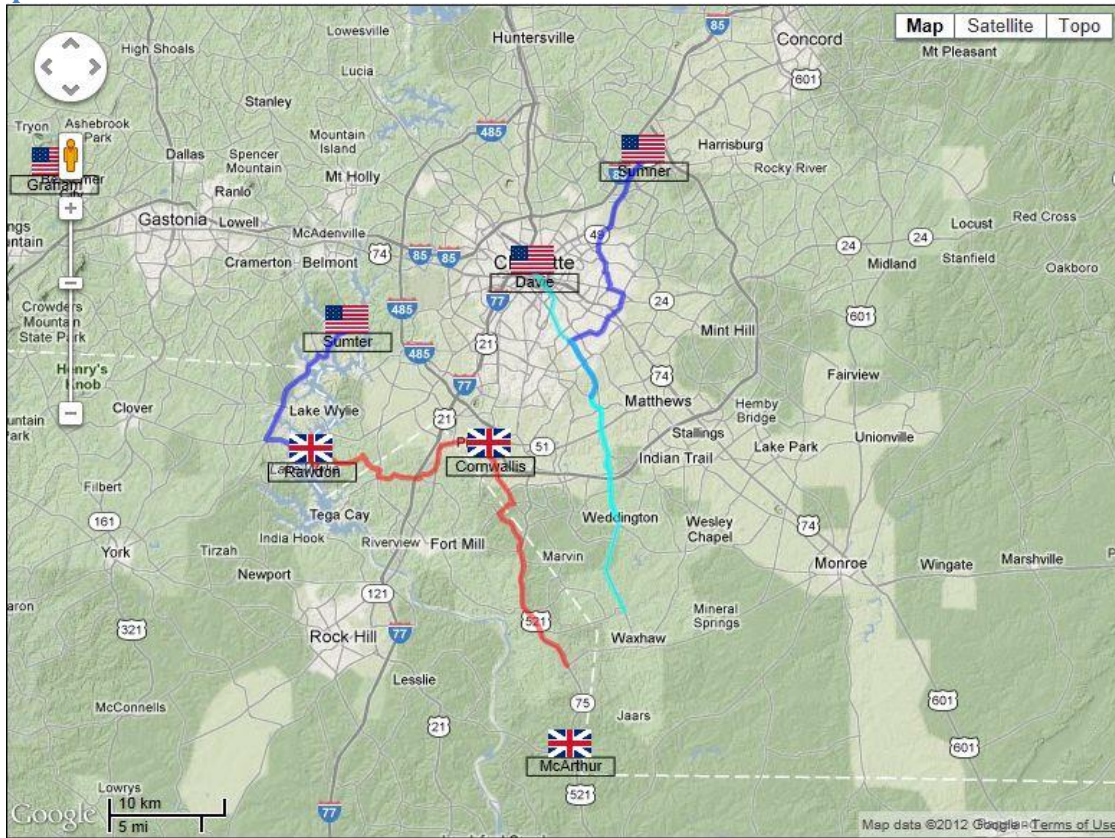 Map Satellite Topo
Lowesville
Huntersville
85
Concord
Mt Pleasant
High Shoals
Lucia
601
Stanley
Tryon
Ashebrook
Park
Mountain
Island
485
Harrisburg
Dallas
Spencer
Mountain
Mt Holly
Sumner
Rocky River
Graham
Ranlo
Gastonia
Lowell
McAdenville
74
85
85
49
Locust
Red Cross
24
24
Stanfield
Midland
Oakboro
Cramerton
Belmont
Davie
77
24
Crowders
Mountain
State Park
485
Sumter
601
Mint Hill
21
485
Henry's
Knob
77
74
Fairview
Clover
Lake Wylie
21
Matthews
Hemby
Bridge
Stallings
Unionville
Lake Park
51
Rawdon
Cornwallis
Indian Trail
Filbert
161
Tega Cay
India Hook
Riverview
Fort Mill
Weddington
Wesley
Chapel
74
York
Tirzah
Newport
Marvin
Monroe
Wingate
Marshville
121
321
Rock Hill
77
521
Mineral
Springs
Waxhaw
Lesslie
McConnells
21
75
Jaars
601
601
McArthur
Lowrys
521
77
Google
10 km
5 mi
Map data ©2012 Google - Terms of Use